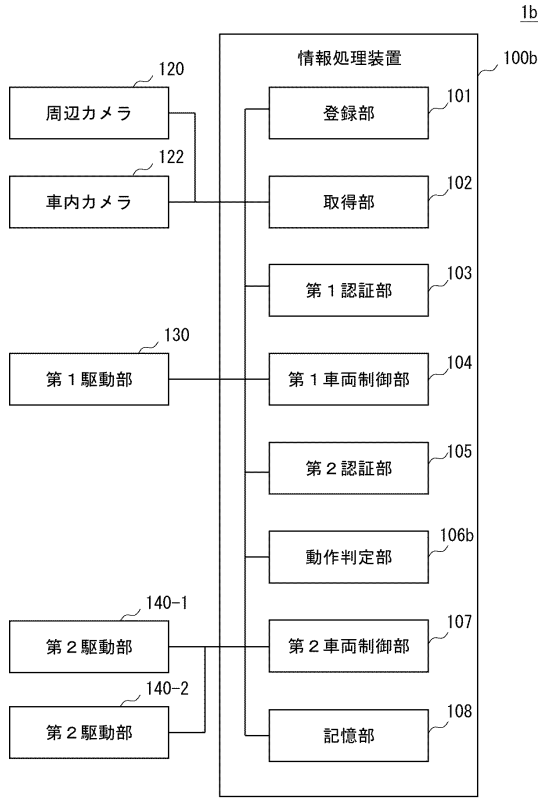 1b
情報処理装置
100b
120
周辺カメラ
101
登録部
122
車内カメラ
102
取得部
103
第１認証部
130
第１駆動部
104
第１車両制御部
105
第２認証部
106b
動作判定部
140-1
第２駆動部
107
第２車両制御部
140-2
第２駆動部
108
記憶部